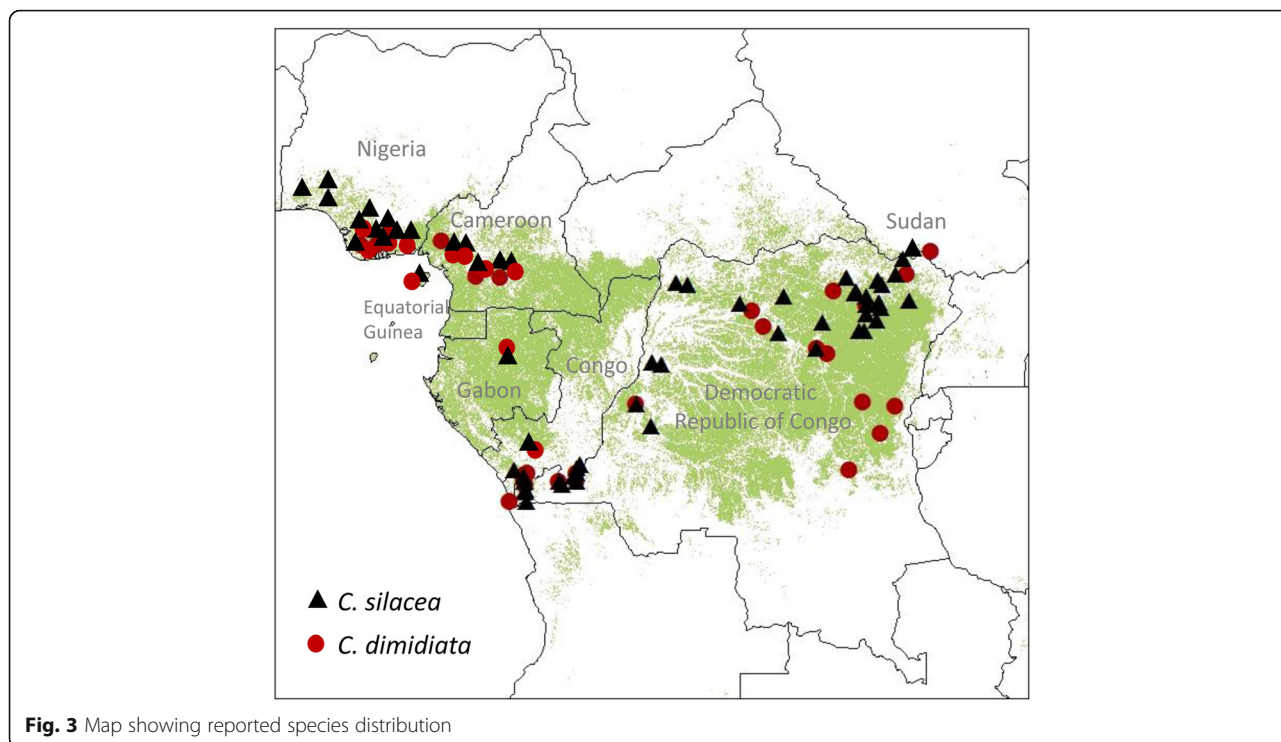 Nigeria
Cameroon
Sudan
Equatorial
Guinea
Congo
Gabon
Democratic
Republic of Congo
C. silacea
C. dimidiata
Fig. 3 Map showing reported species distribution